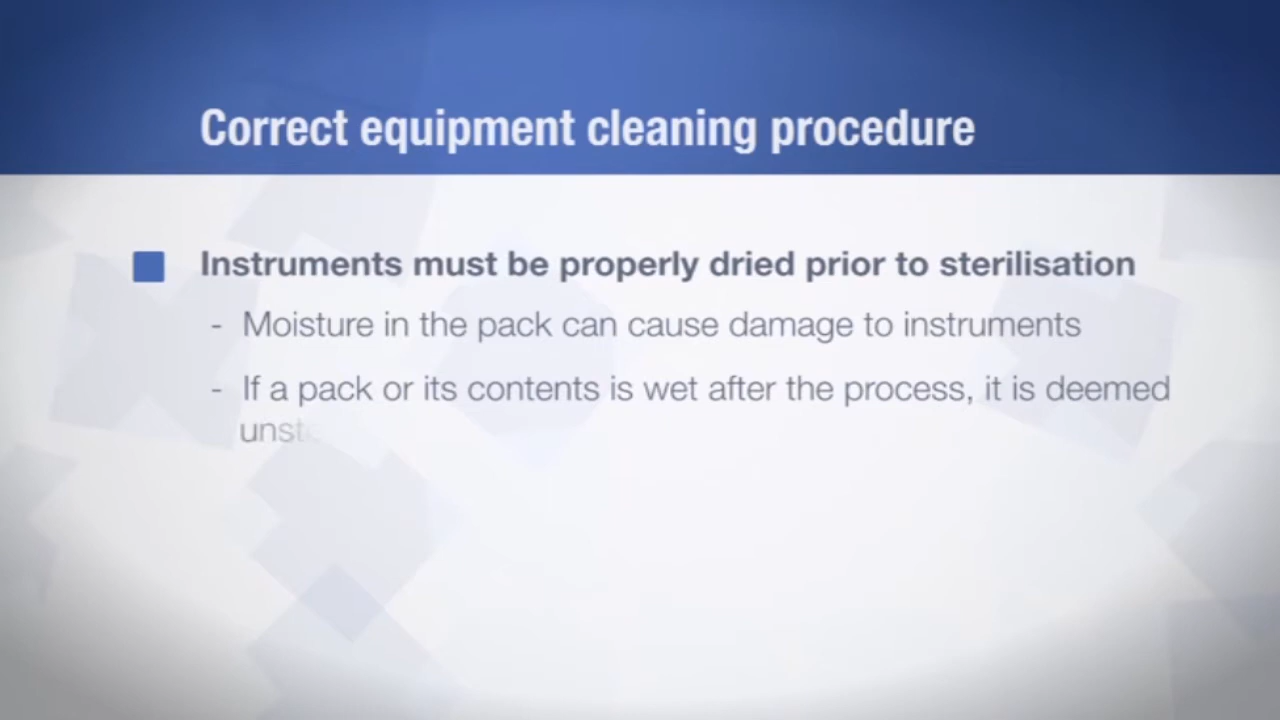 Correct equipment cleaning procedure
Instruments must be properly dried prior to sterilisation
- Moisture in the pack can cause damage to instruments
- If a pack or its contents is wet after the process, it is deemed